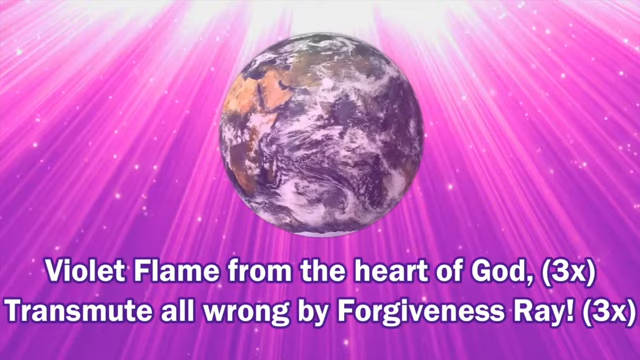 Violet Flame from the heart of God, (3x)
Transmute all wrong by Forgiveness Ray! (3x)